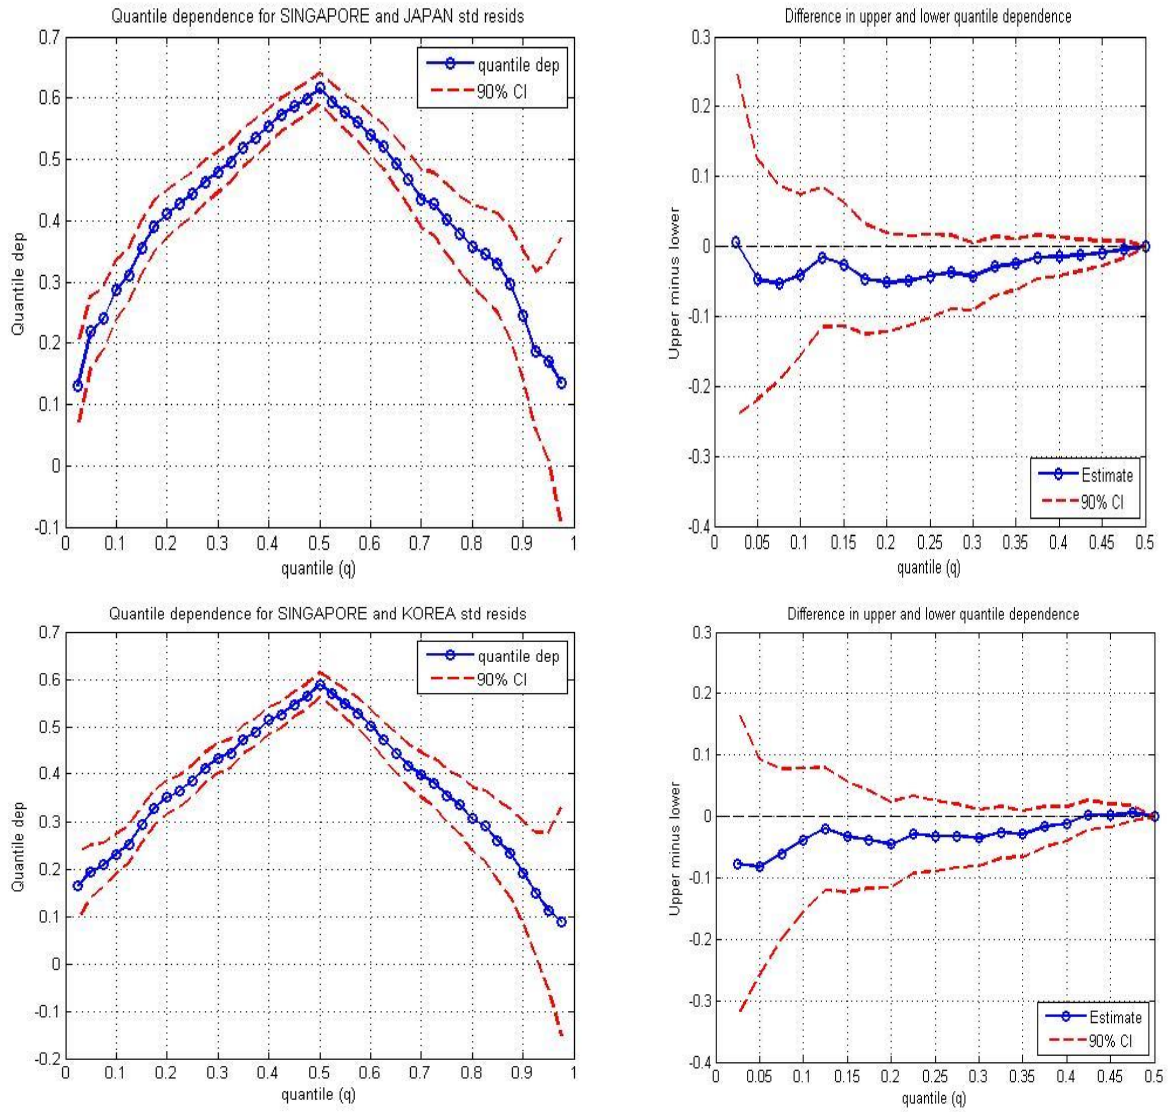 Quantile dependence for SINGAPORE and JAPAN std resids
0.7
0.6
0.5
0.4
0.3
0.2
0.1
0
-0.1
Quantile dep
quantile dep
90% CI
0 0.1 0.2 0.3 0.4 0.5 0.6 0.7 0.8 0.9 1
quantile (q)
Difference in upper and lower quantile dependence
0.3
0.2
0.1
0
-0.1
-0.2
-0.3
-0.4
Upper minus lower
Estimate
90% CI
0 0.05 0.1 0.15 0.2 0.25 0.3 0.35 0.4 0.45 0.5
quantile (q)
Quantile dependence for SINGAPORE and KOREA std resids
0.7
0.6
0.5
0.4
0.3
0.2
0.1
0
-0.1
-0.2
Quantile dep
quantile dep
90% CI
0 0.1 0.2 0.3 0.4 0.5 0.6 0.7 0.8 0.9 1
quantile (q)
Difference in upper and lower quantile dependence
0.3
0.2
0.1
0
-0.1
-0.2
-0.3
-0.4
Upper minus lower
Estimate
90% CI
0 0.05 0.1 0.15 0.2 0.25 0.3 0.35 0.4 0.45 0.5
quantile (q)